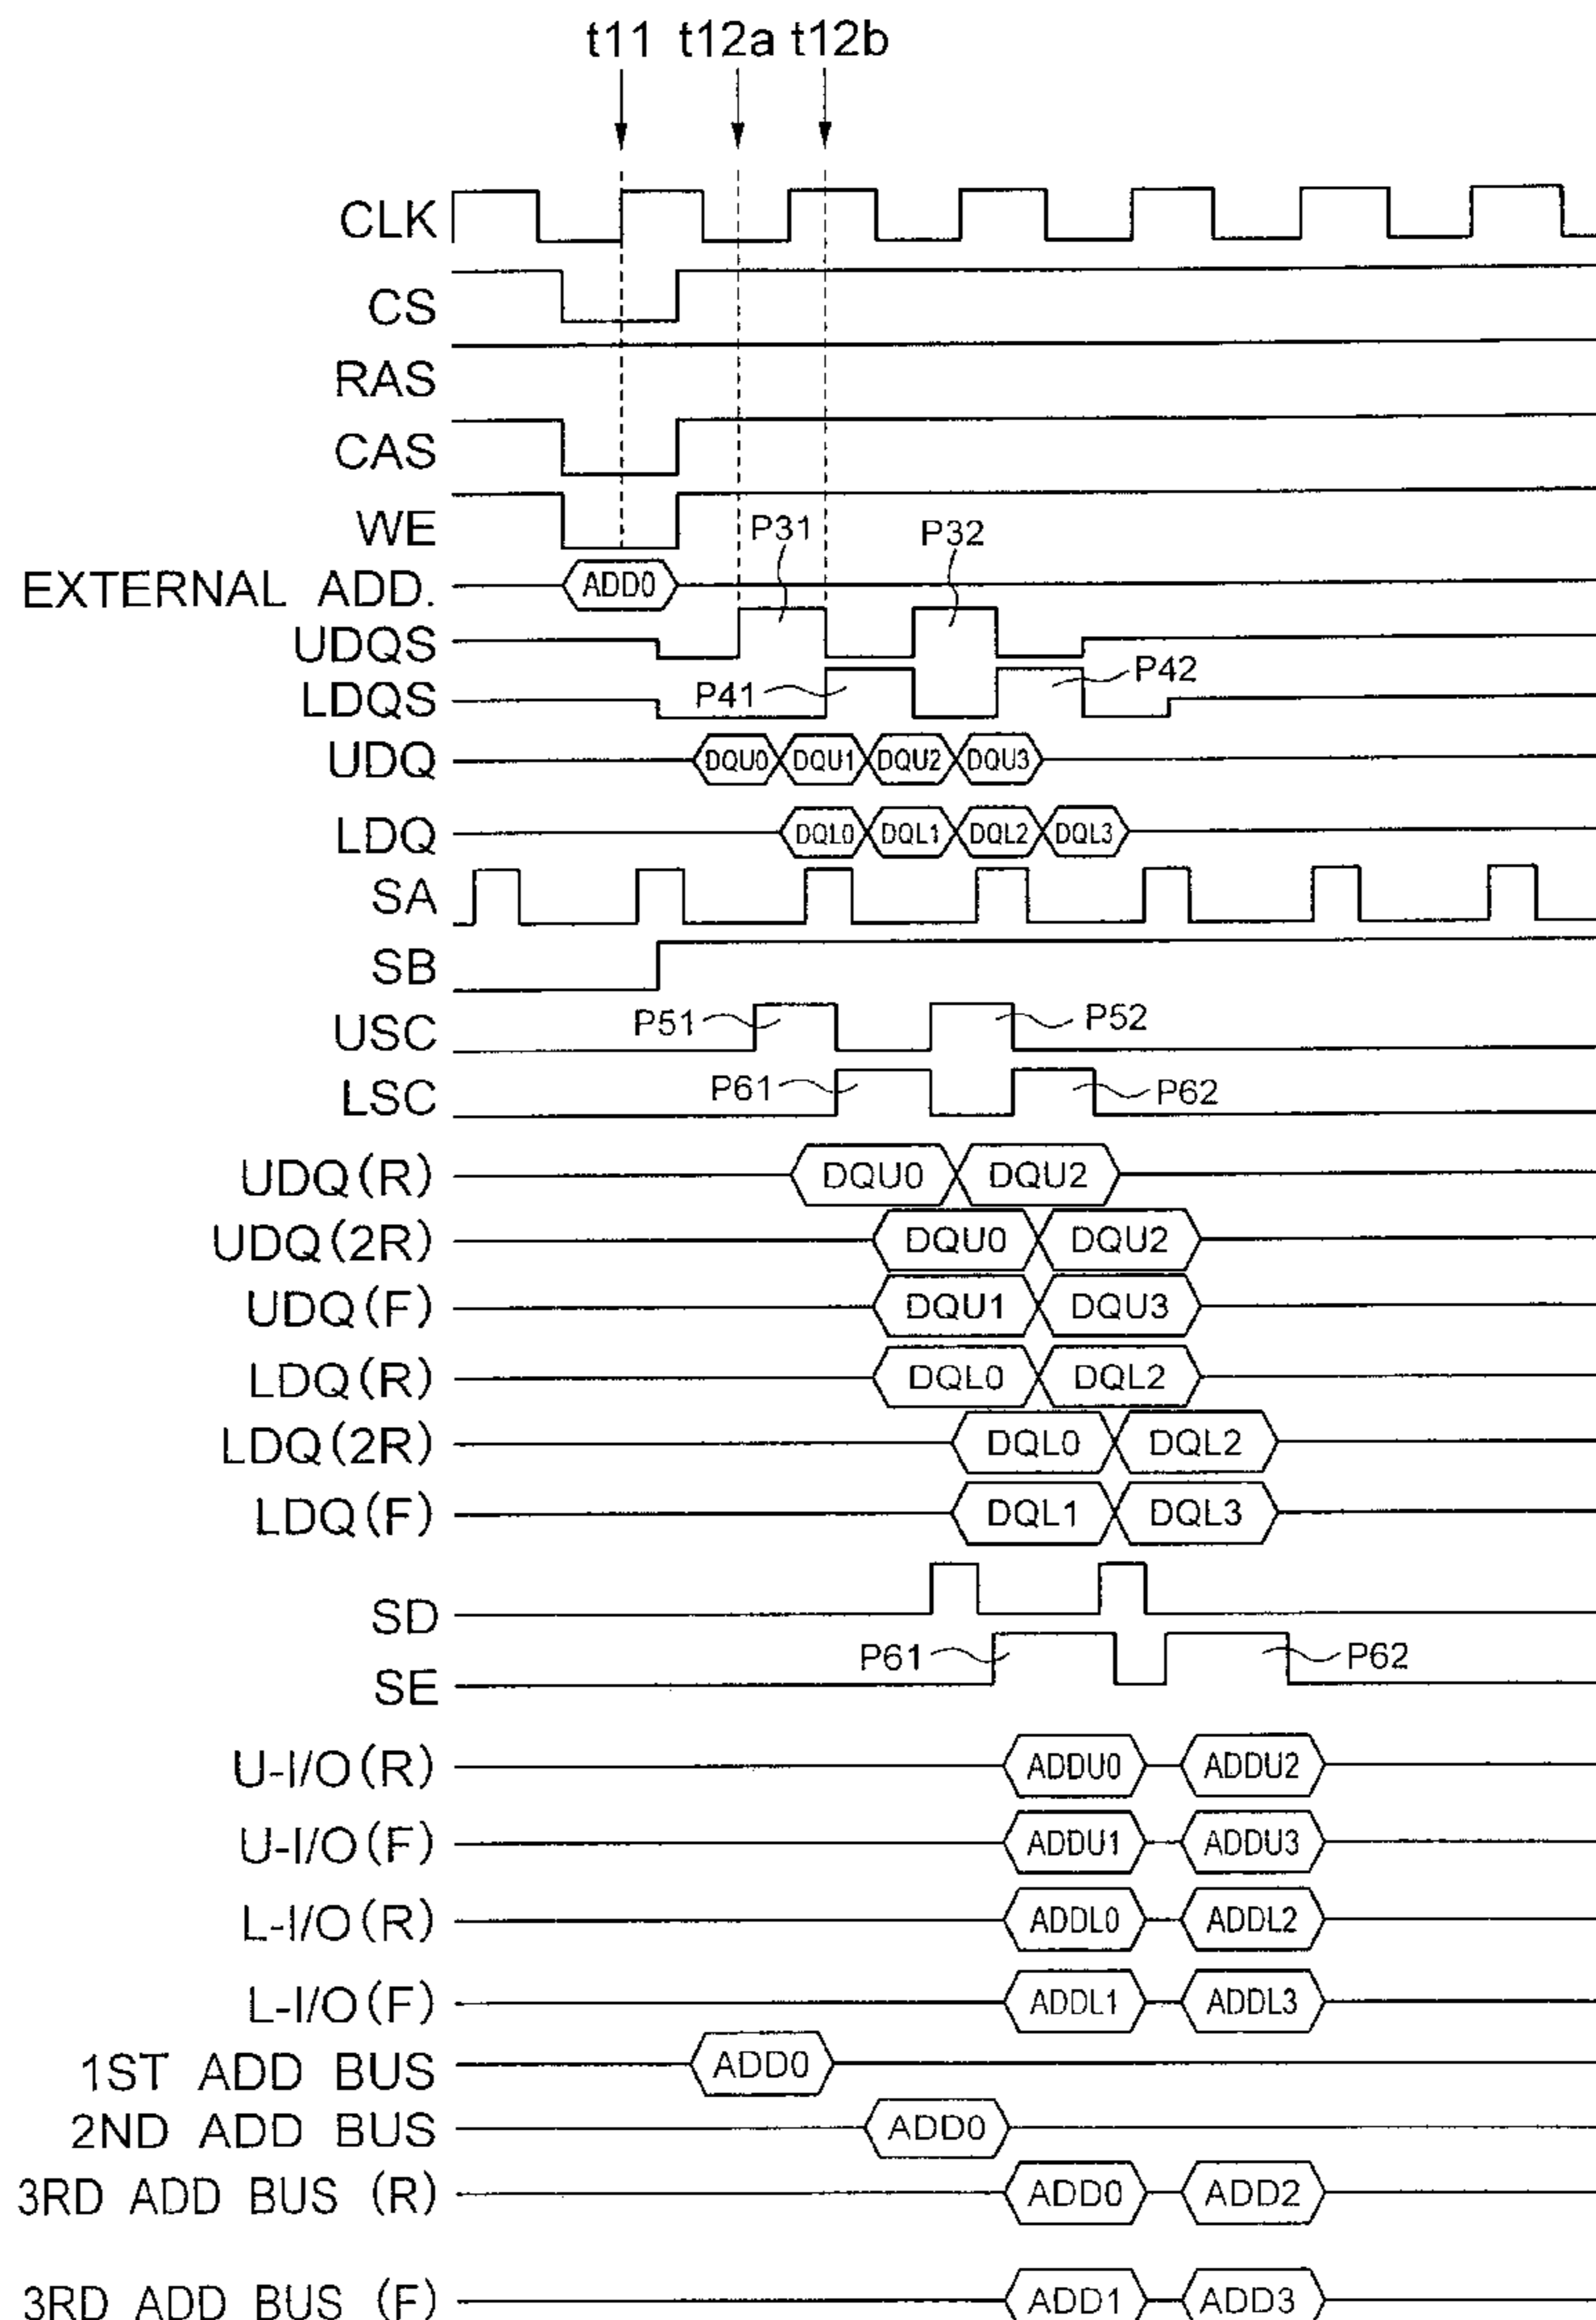 t11 t12a t12b
CLK
CS
RAS
CAS
WE
P31 P32
EXTERNAL ADD. ADD0
UDQS
LDQS P41 P42
UDQ DQU0 DQU1 DQU2 DQU3
LDQ DQL0 DQL1 DQL2 DQL3
SA
SB
USC P51 P52
LSC P61 P62
UDQ(R) DQU0 DQU2
UDQ(2R) DQU0 DQU2
UDQ(F) DQU1 DQU3
LDQ(R) DQL0 DQL2
LDQ(2R) DQL0 DQL2
LDQ(F) DQL1 DQL3
SD
SE P61 P62
U-I/O(R) ADDU0 ADDU2
U-I/O(F) ADDU1 ADDU3
L-I/O(R) ADDL0 ADDL2
L-I/O(F) ADDL1 ADDL3
1ST ADD BUS ADD0
2ND ADD BUS ADD0
3RD ADD BUS (R) ADD0 ADD2
3RD ADD BUS (F) ADD1 ADD3